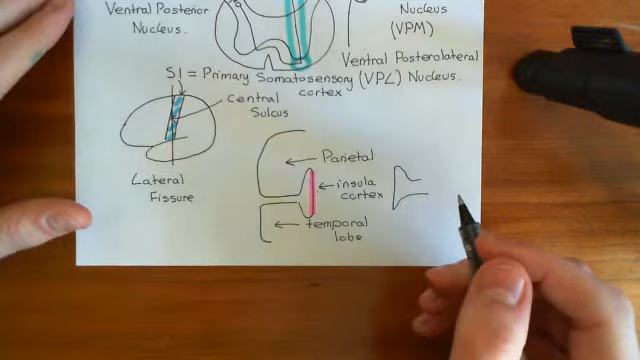 Ventral Posterior
Nucleus.
Nucleus
(VPM)
Ventral Posterolateral
(VPL) Nucleus.
S1 = Primary Somatosensory
cortex
Central
Sulcus
Lateral
Fissure
Parietal
insula
cortex
temporal
lobe